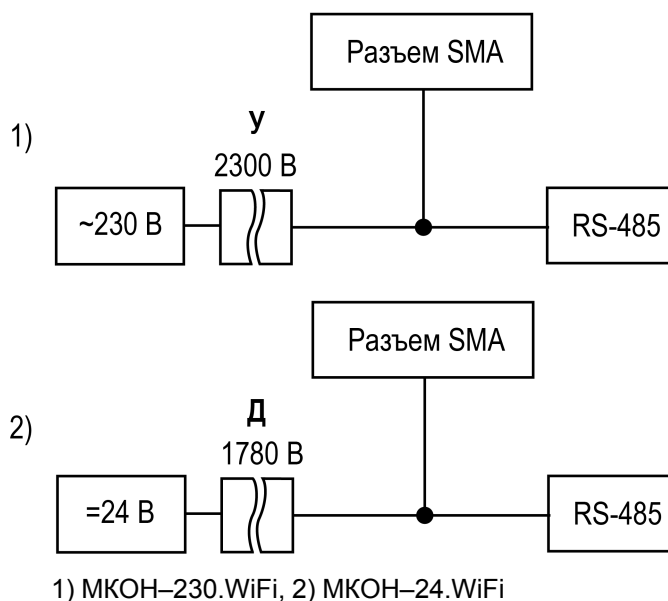 Разъем SMA
У
1)
2300 В
~230 В
RS-485
Разъем SMA
Д
2)
1780 В
=24 В
RS-485
1) МКОН–230.WiFi, 2) МКОН–24.WiFi